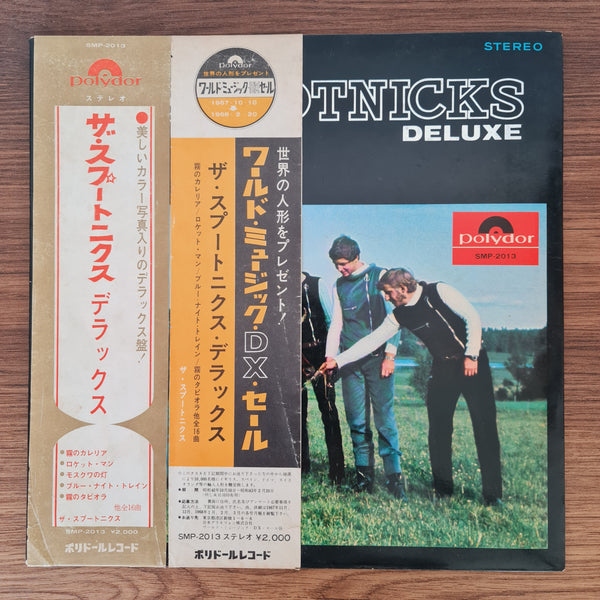 SMP-2013
Polydor
ステレオ
ザ・スプートニクス デラックス
●美しいカラー写真入りのデラックス盤!
●霧のカレリア
●ロケット・マン
●モスクワの灯
●ブルー・ナイト・トレイン
●霧のタピオラ
他全16曲
ザ・スプートニクス
SMP-2013 ¥2,000
ポリドールレコード
Polydor
世界の人形をプレゼント
ワールド・ミュージックDXセール
1967-10-10
1968-2-20
世界の人形をプレゼント!
ワールド・ミュージック・DX・セール
ザ・スプートニクス・デラックス
霧のカレリア/ロケット・マン/ブルー・ナイト・トレイン/霧のタピオラ他全16曲
ザ・スプートニクス
SMP-2013 ステレオ ¥2,000
ポリドールレコード
STEREO
OTNICKS
DELUXE
Polydor
SMP-2013